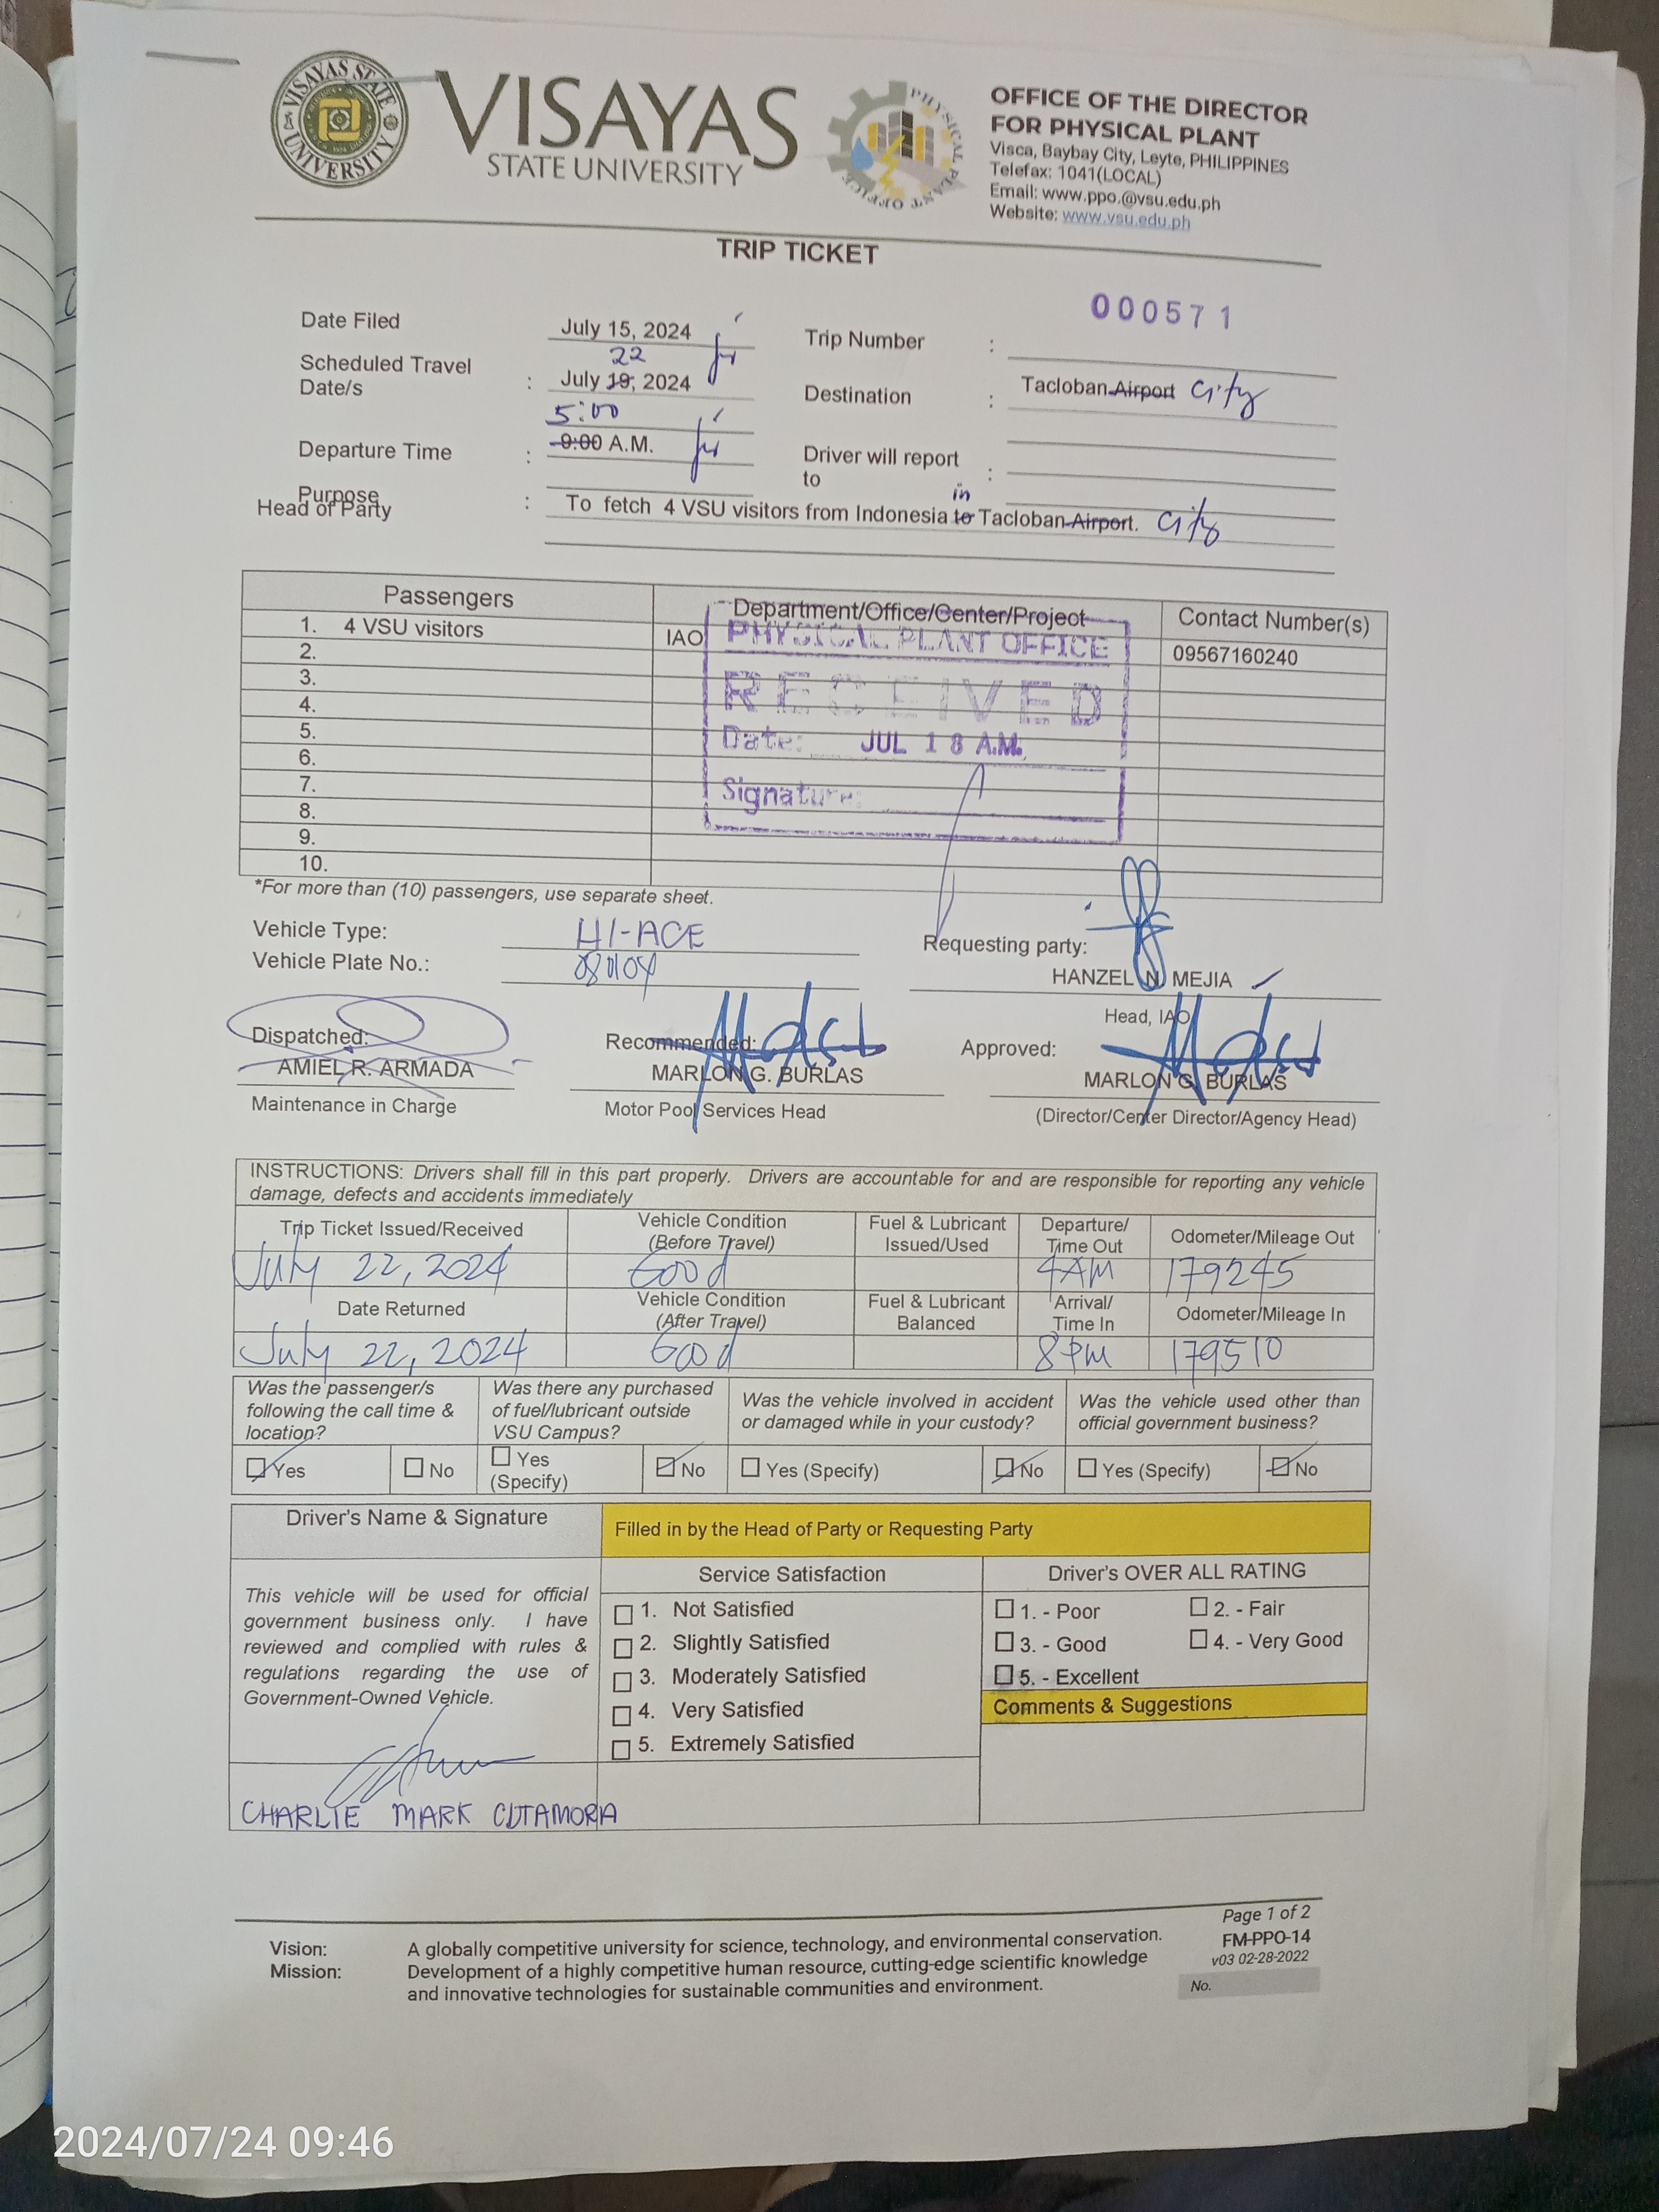 VISAYAS STATE UNIVERSITY
VISAYAS
STATE UNIVERSITY
PHYSICAL PLANT OFFICE
OFFICE OF THE DIRECTOR
FOR PHYSICAL PLANT
Visca, Baybay City, Leyte, PHILIPPINES
Telefax: 1041(LOCAL)
Email: www.ppo.@vsu.edu.ph
Website: www.vsu.edu.ph
TRIP TICKET
000571
Date Filed July 15, 2024
Trip Number :
22
Scheduled Travel Date/s : July 19, 2024
Destination : Tacloban Airport City
5:00
Departure Time : 9:00 A.M.
Driver will report to :
Purpose
Head of Party : To fetch 4 VSU visitors from Indonesia to in Tacloban Airport. City
Passengers Department/Office/Center/Project Contact Number(s)
1. 4 VSU visitors IAO 09567160240
2.
3.
4.
5.
6.
7.
8.
9.
10.
PHYSICAL PLANT OFFICE
RECEIVED
Date: JUL 18 A.M.
Signature:
*For more than (10) passengers, use separate sheet.
Vehicle Type: HI-ACE
Vehicle Plate No.:
Requesting party:
HANZEL N. MEJIA
Head, IAO
Dispatched: Recommended: Approved:
AMIEL R. ARMADA MARLON G. BURLAS MARLON G. BURLAS
Maintenance in Charge Motor Pool Services Head (Director/Center Director/Agency Head)
INSTRUCTIONS: Drivers shall fill in this part properly. Drivers are accountable for and are responsible for reporting any vehicle
damage, defects and accidents immediately
Trip Ticket Issued/Received Vehicle Condition (Before Travel) Fuel & Lubricant Issued/Used Departure/ Time Out Odometer/Mileage Out
July 22, 2024 Good 4AM 179245
Date Returned Vehicle Condition (After Travel) Fuel & Lubricant Balanced Arrival/ Time In Odometer/Mileage In
July 22, 2024 Good 8PM 179510
Was the passenger/s following the call time & location?
Yes No
Was there any purchased of fuel/lubricant outside VSU Campus?
Yes (Specify) No
Was the vehicle involved in accident or damaged while in your custody?
Yes (Specify) No
Was the vehicle used other than official government business?
Yes (Specify) No
Driver's Name & Signature
Filled in by the Head of Party or Requesting Party
This vehicle will be used for official
government business only. I have
reviewed and complied with rules &
regulations regarding the use of
Government-Owned Vehicle.
CHARLIE MARK CUTAMORA
Service Satisfaction
1. Not Satisfied
2. Slightly Satisfied
3. Moderately Satisfied
4. Very Satisfied
5. Extremely Satisfied
Driver's OVER ALL RATING
1. - Poor 2. - Fair
3. - Good 4. - Very Good
5. - Excellent
Comments & Suggestions
Page 1 of 2
FM-PPO-14
v03 02-28-2022
No.
Vision: A globally competitive university for science, technology, and environmental conservation.
Mission: Development of a highly competitive human resource, cutting-edge scientific knowledge
and innovative technologies for sustainable communities and environment.
2024/07/24 09:46